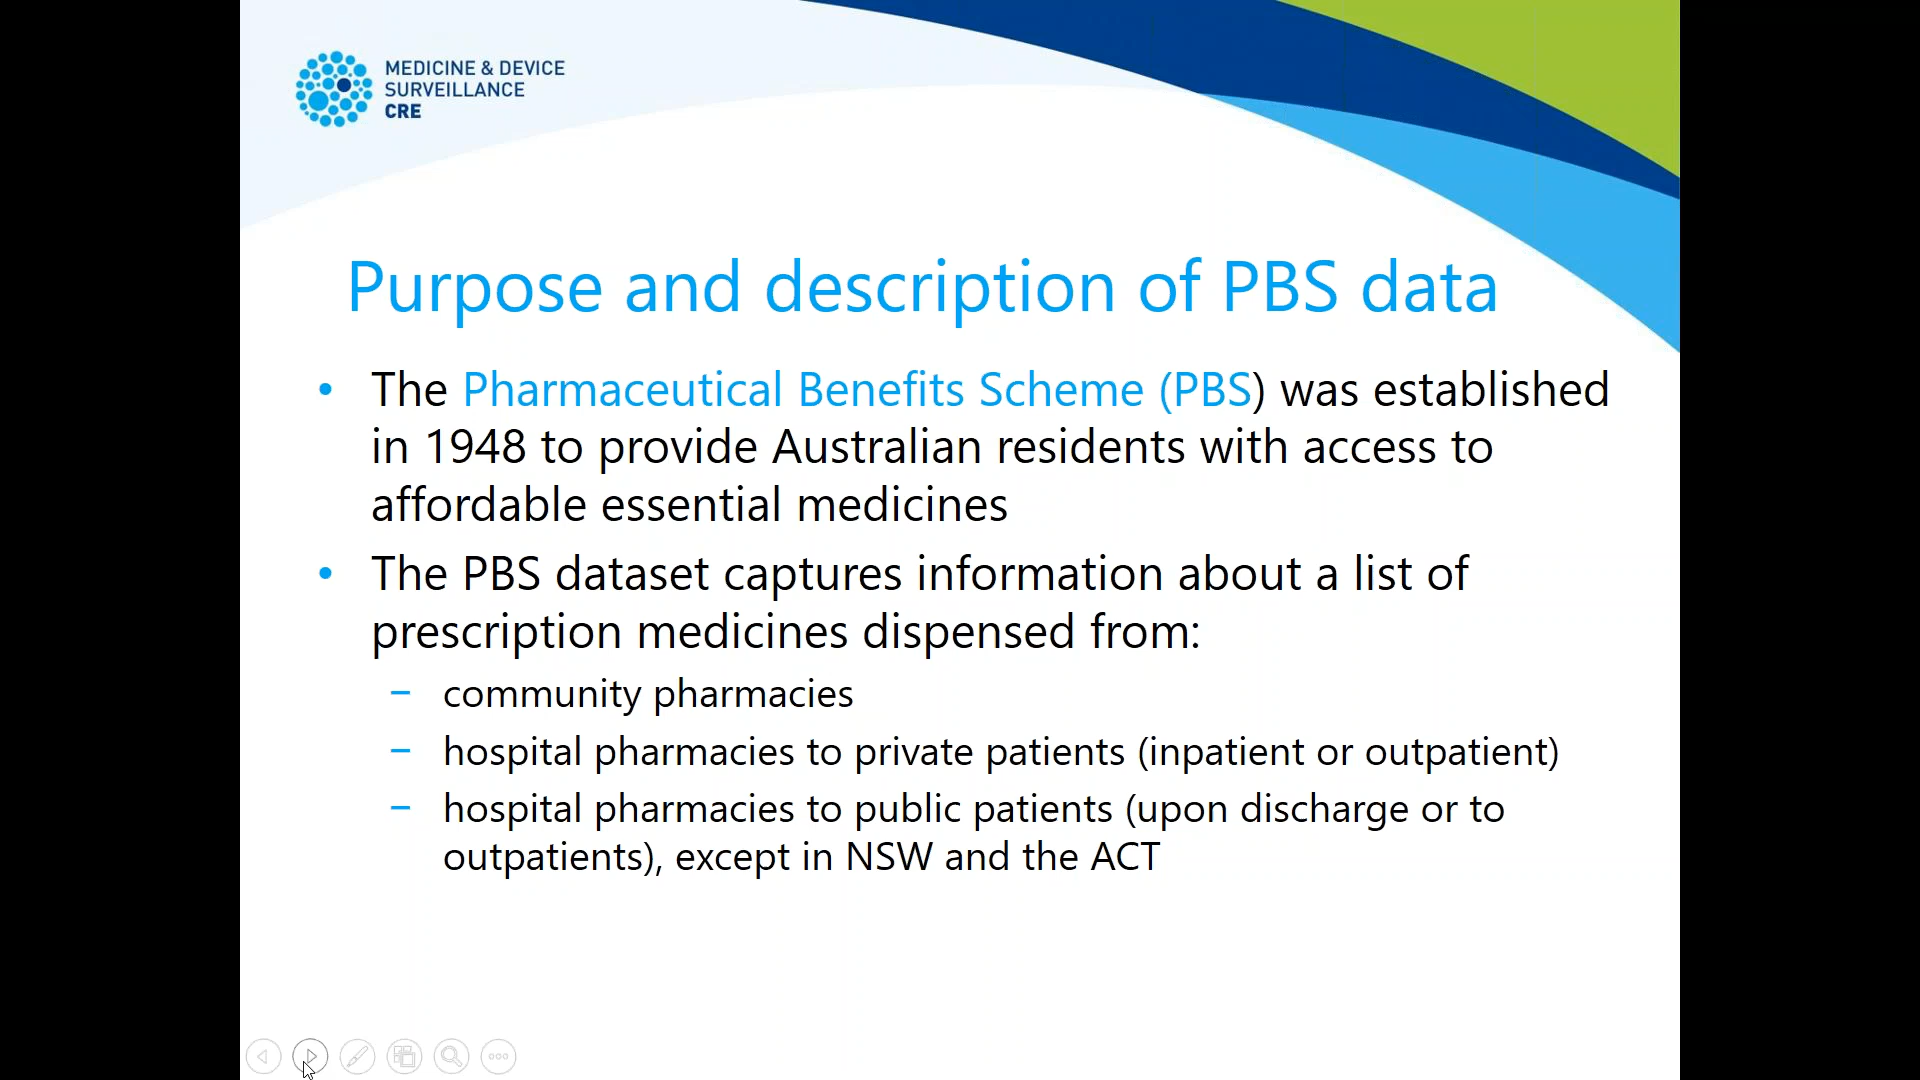 MEDICINE & DEVICE
SURVEILLANCE
CRE
Purpose and description of PBS data
• The Pharmaceutical Benefits Scheme (PBS) was established
in 1948 to provide Australian residents with access to
affordable essential medicines
• The PBS dataset captures information about a list of
prescription medicines dispensed from:
– community pharmacies
– hospital pharmacies to private patients (inpatient or outpatient)
– hospital pharmacies to public patients (upon discharge or to
outpatients), except in NSW and the ACT